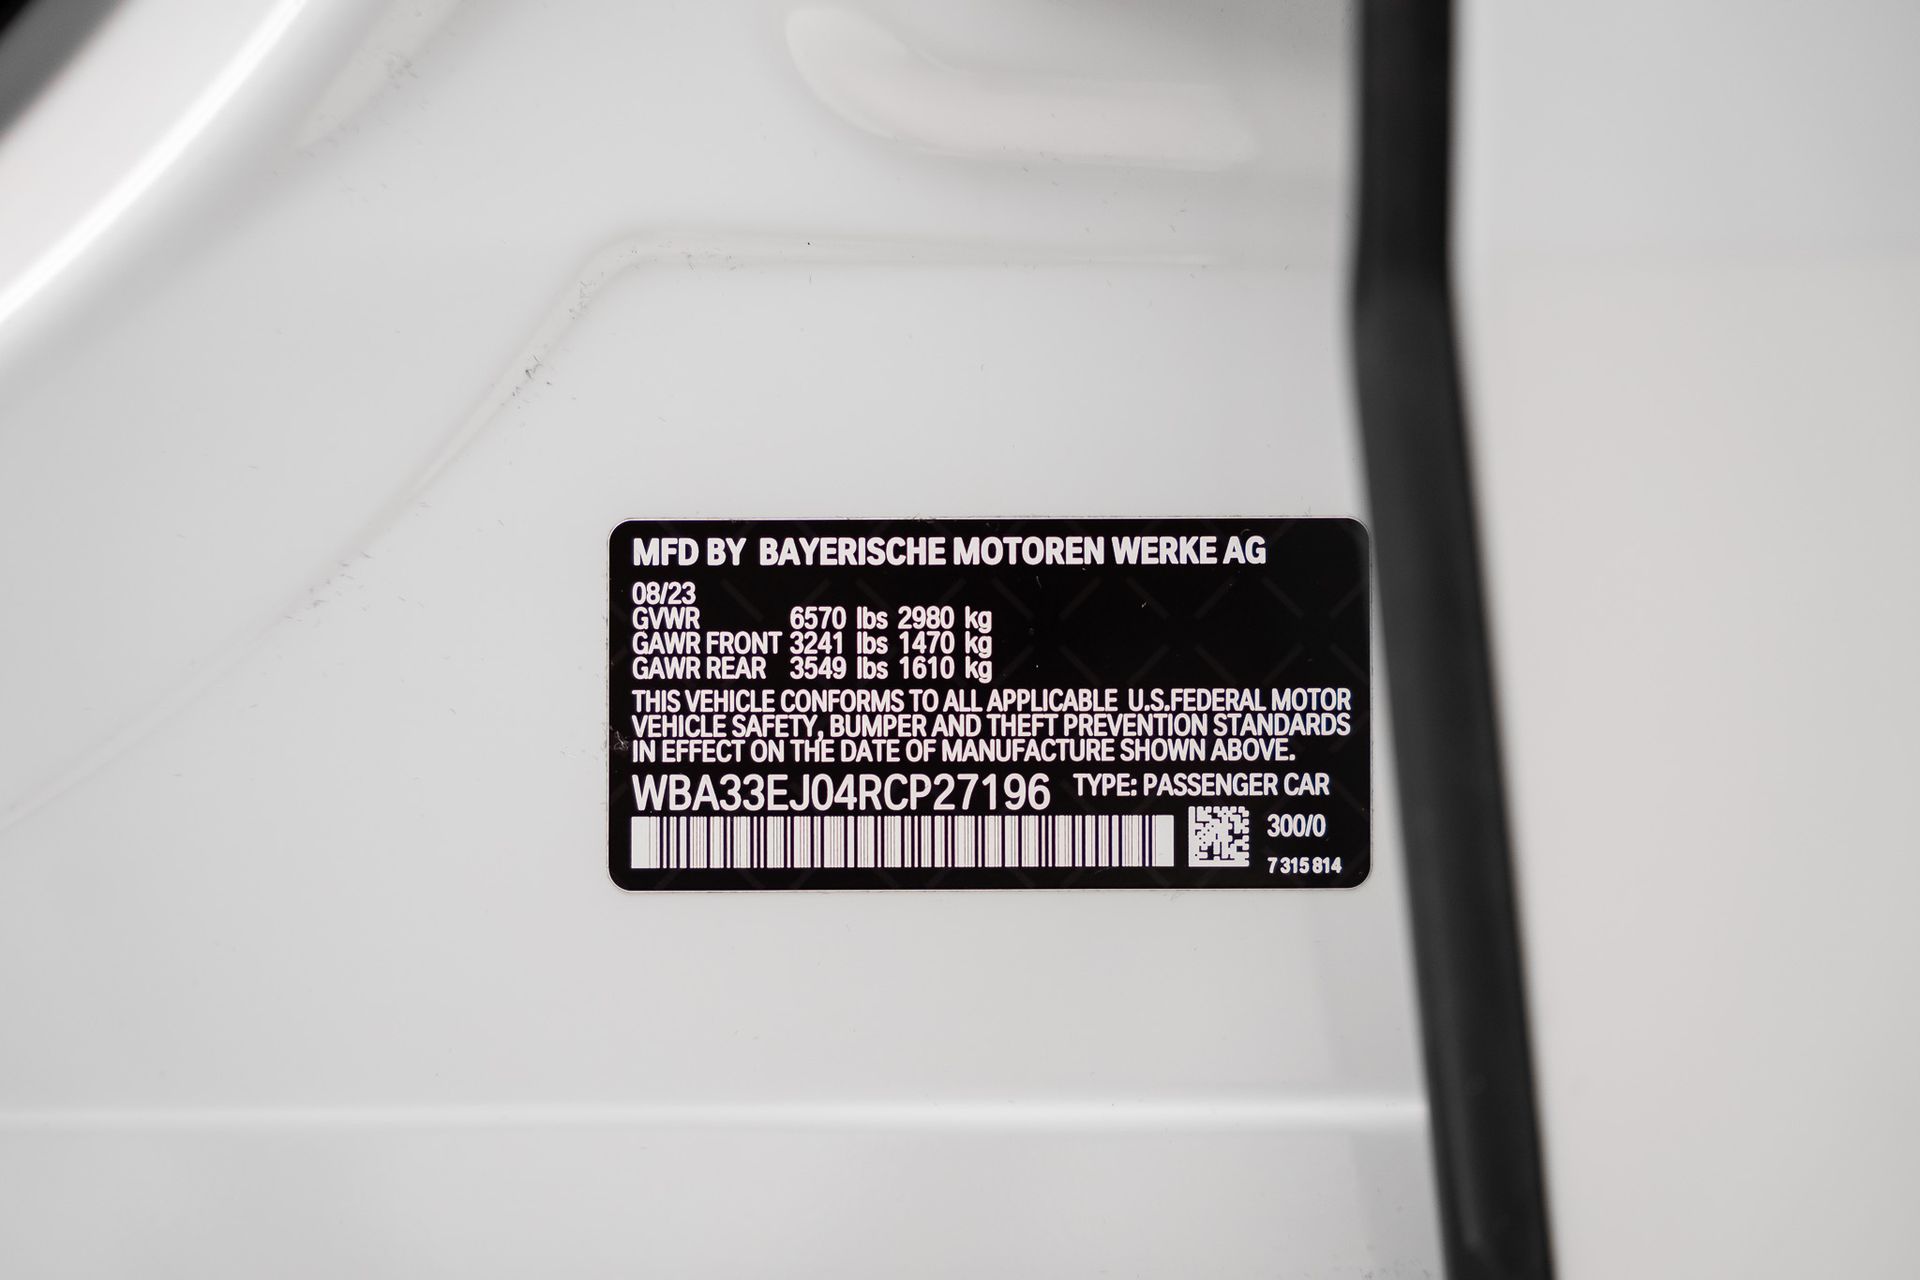 MFD BY BAYERISCHE MOTOREN WERKE AG
08/23
GVWR 6570 lbs 2980 kg
GAWR FRONT 3241 lbs 1470 kg
GAWR REAR 3549 lbs 1610 kg
THIS VEHICLE CONFORMS TO ALL APPLICABLE U.S.FEDERAL MOTOR
VEHICLE SAFETY, BUMPER AND THEFT PREVENTION STANDARDS
IN EFFECT ON THE DATE OF MANUFACTURE SHOWN ABOVE.
WBA33EJ04RCP27196 TYPE: PASSENGER CAR
300/0
7 315 814